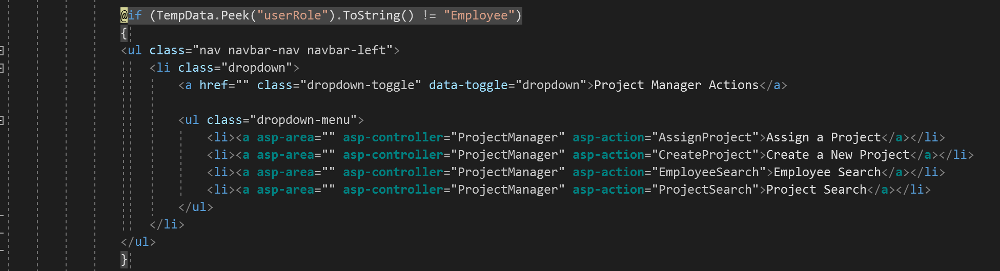 @if (TempData.Peek("userRole").ToString() != "Employee")
{
<ul class="nav navbar-nav navbar-left">
<li class="dropdown">
<a href="" class="dropdown-toggle" data-toggle="dropdown">Project Manager Actions</a>
<ul class="dropdown-menu">
<li><a asp-area="" asp-controller="ProjectManager" asp-action="AssignProject">Assign a Project</a></li>
<li><a asp-area="" asp-controller="ProjectManager" asp-action="CreateProject">Create a New Project</a></li>
<li><a asp-area="" asp-controller="ProjectManager" asp-action="EmployeeSearch">Employee Search</a></li>
<li><a asp-area="" asp-controller="ProjectManager" asp-action="ProjectSearch">Project Search</a></li>
</ul>
</li>
</ul>
}